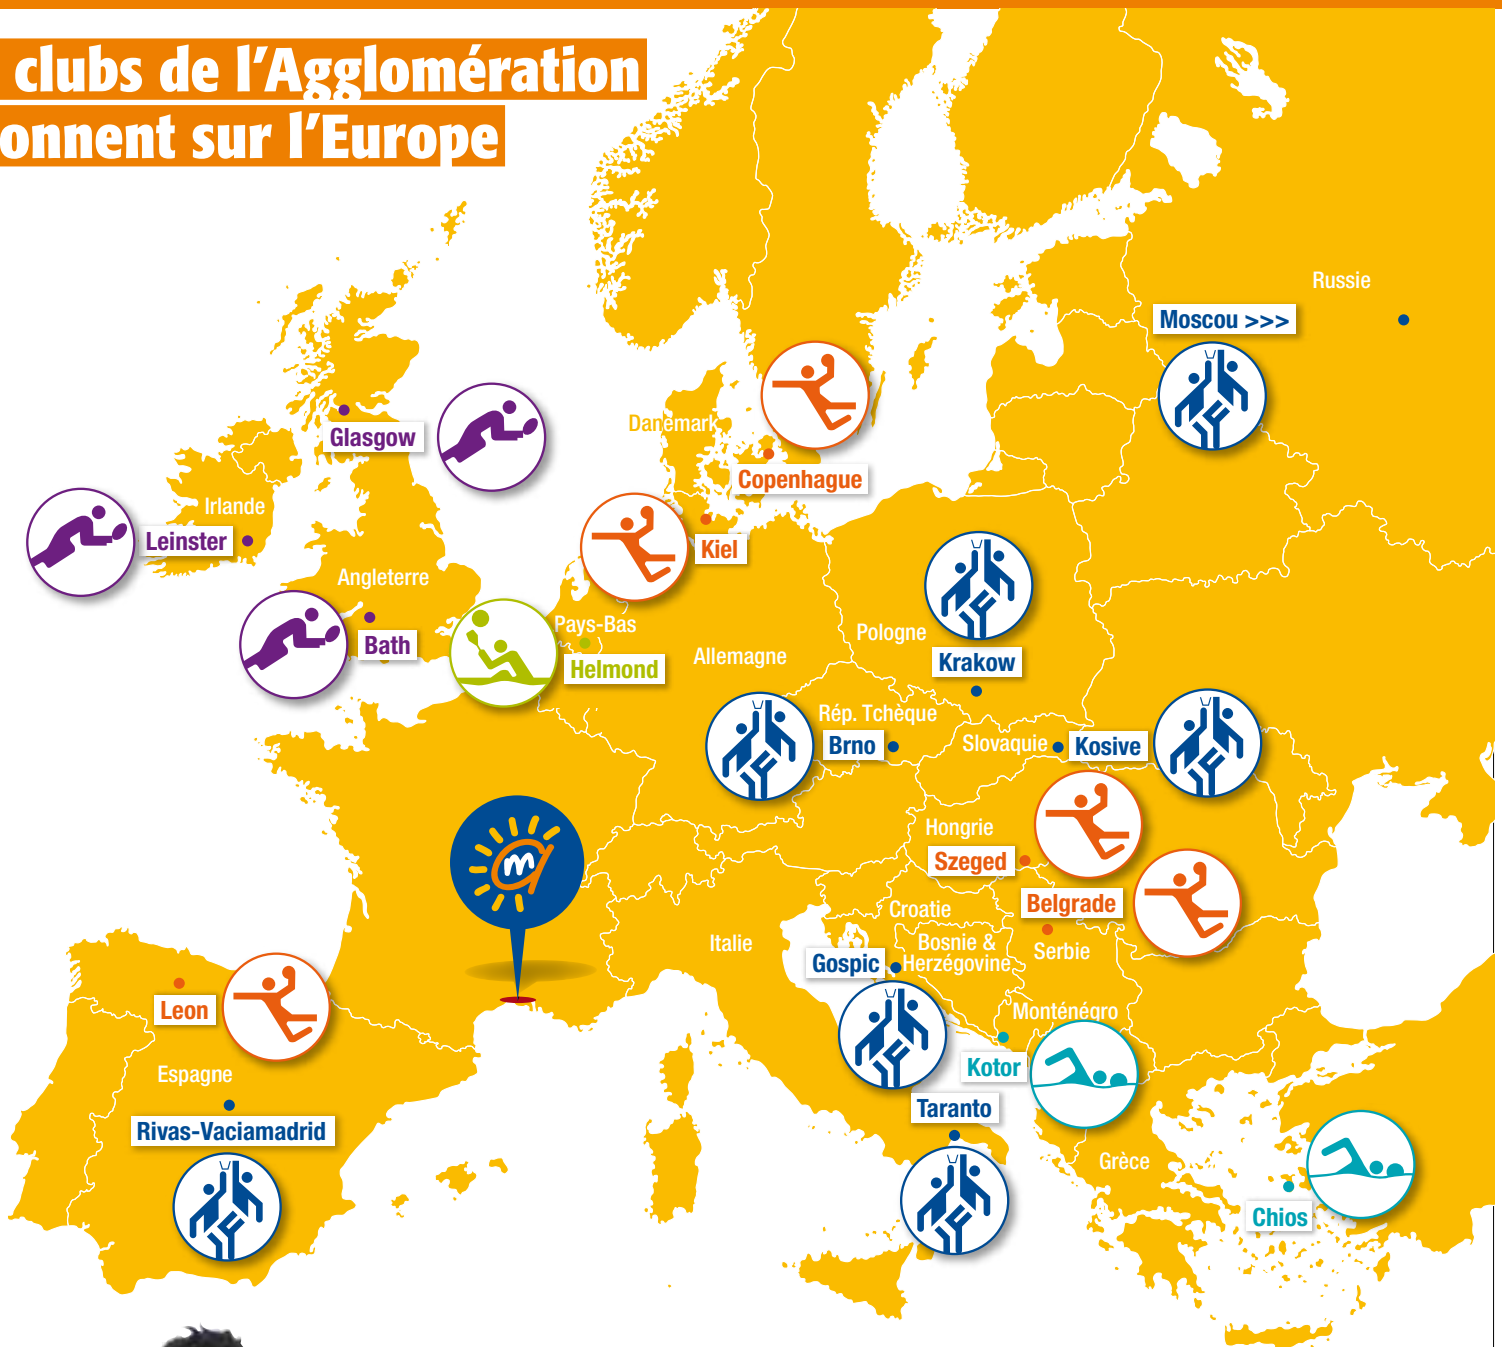 clubs de l'Agglomération
onnent sur l'Europe
Russie
Moscou >>>
Glasgow
Danemark
Copenhague
Irlande
Leinster
Kiel
Angleterre
Bath
Pays-Bas
Helmond
Allemagne
Pologne
Krakow
Rép. Tchèque
Brno
Slovaquie
Kosive
Hongrie
Szeged
Belgrade
Croatie
Serbie
Italie
Bosnie &
Herzégovine
Gospic
Leon
Monténégro
Kotor
Espagne
Taranto
Rivas-Vaciamadrid
Grèce
Chios
m